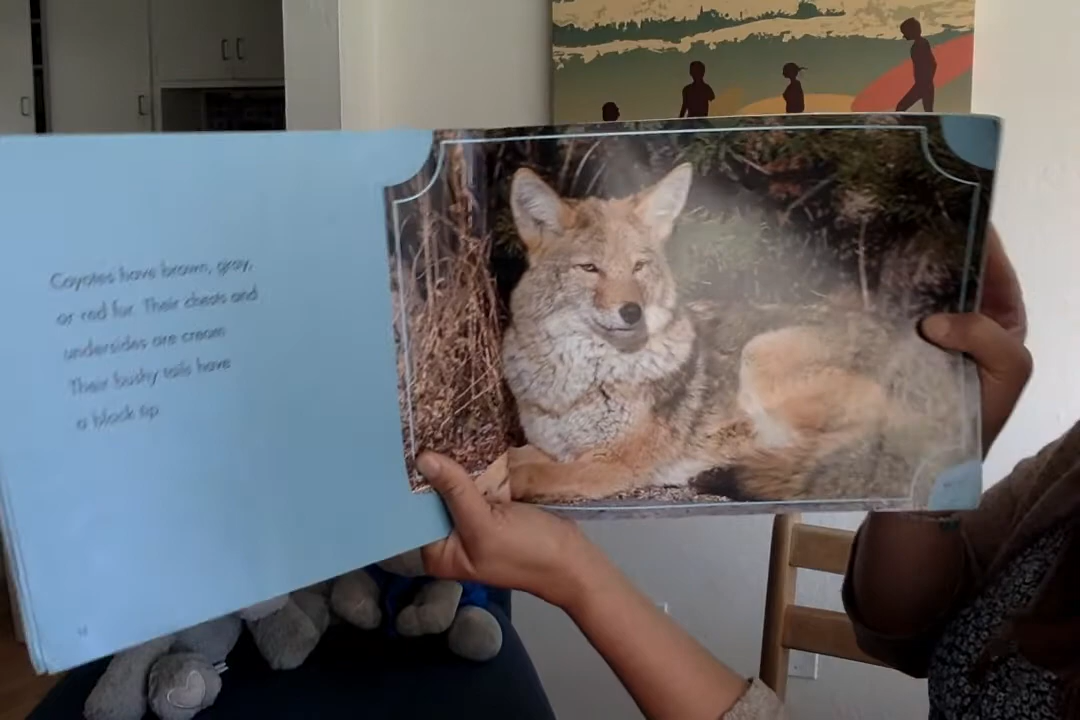 Coyotes have brown, gray,
or red fur. Their chests and
undersides are cream
Their bushy tails have
a black tip